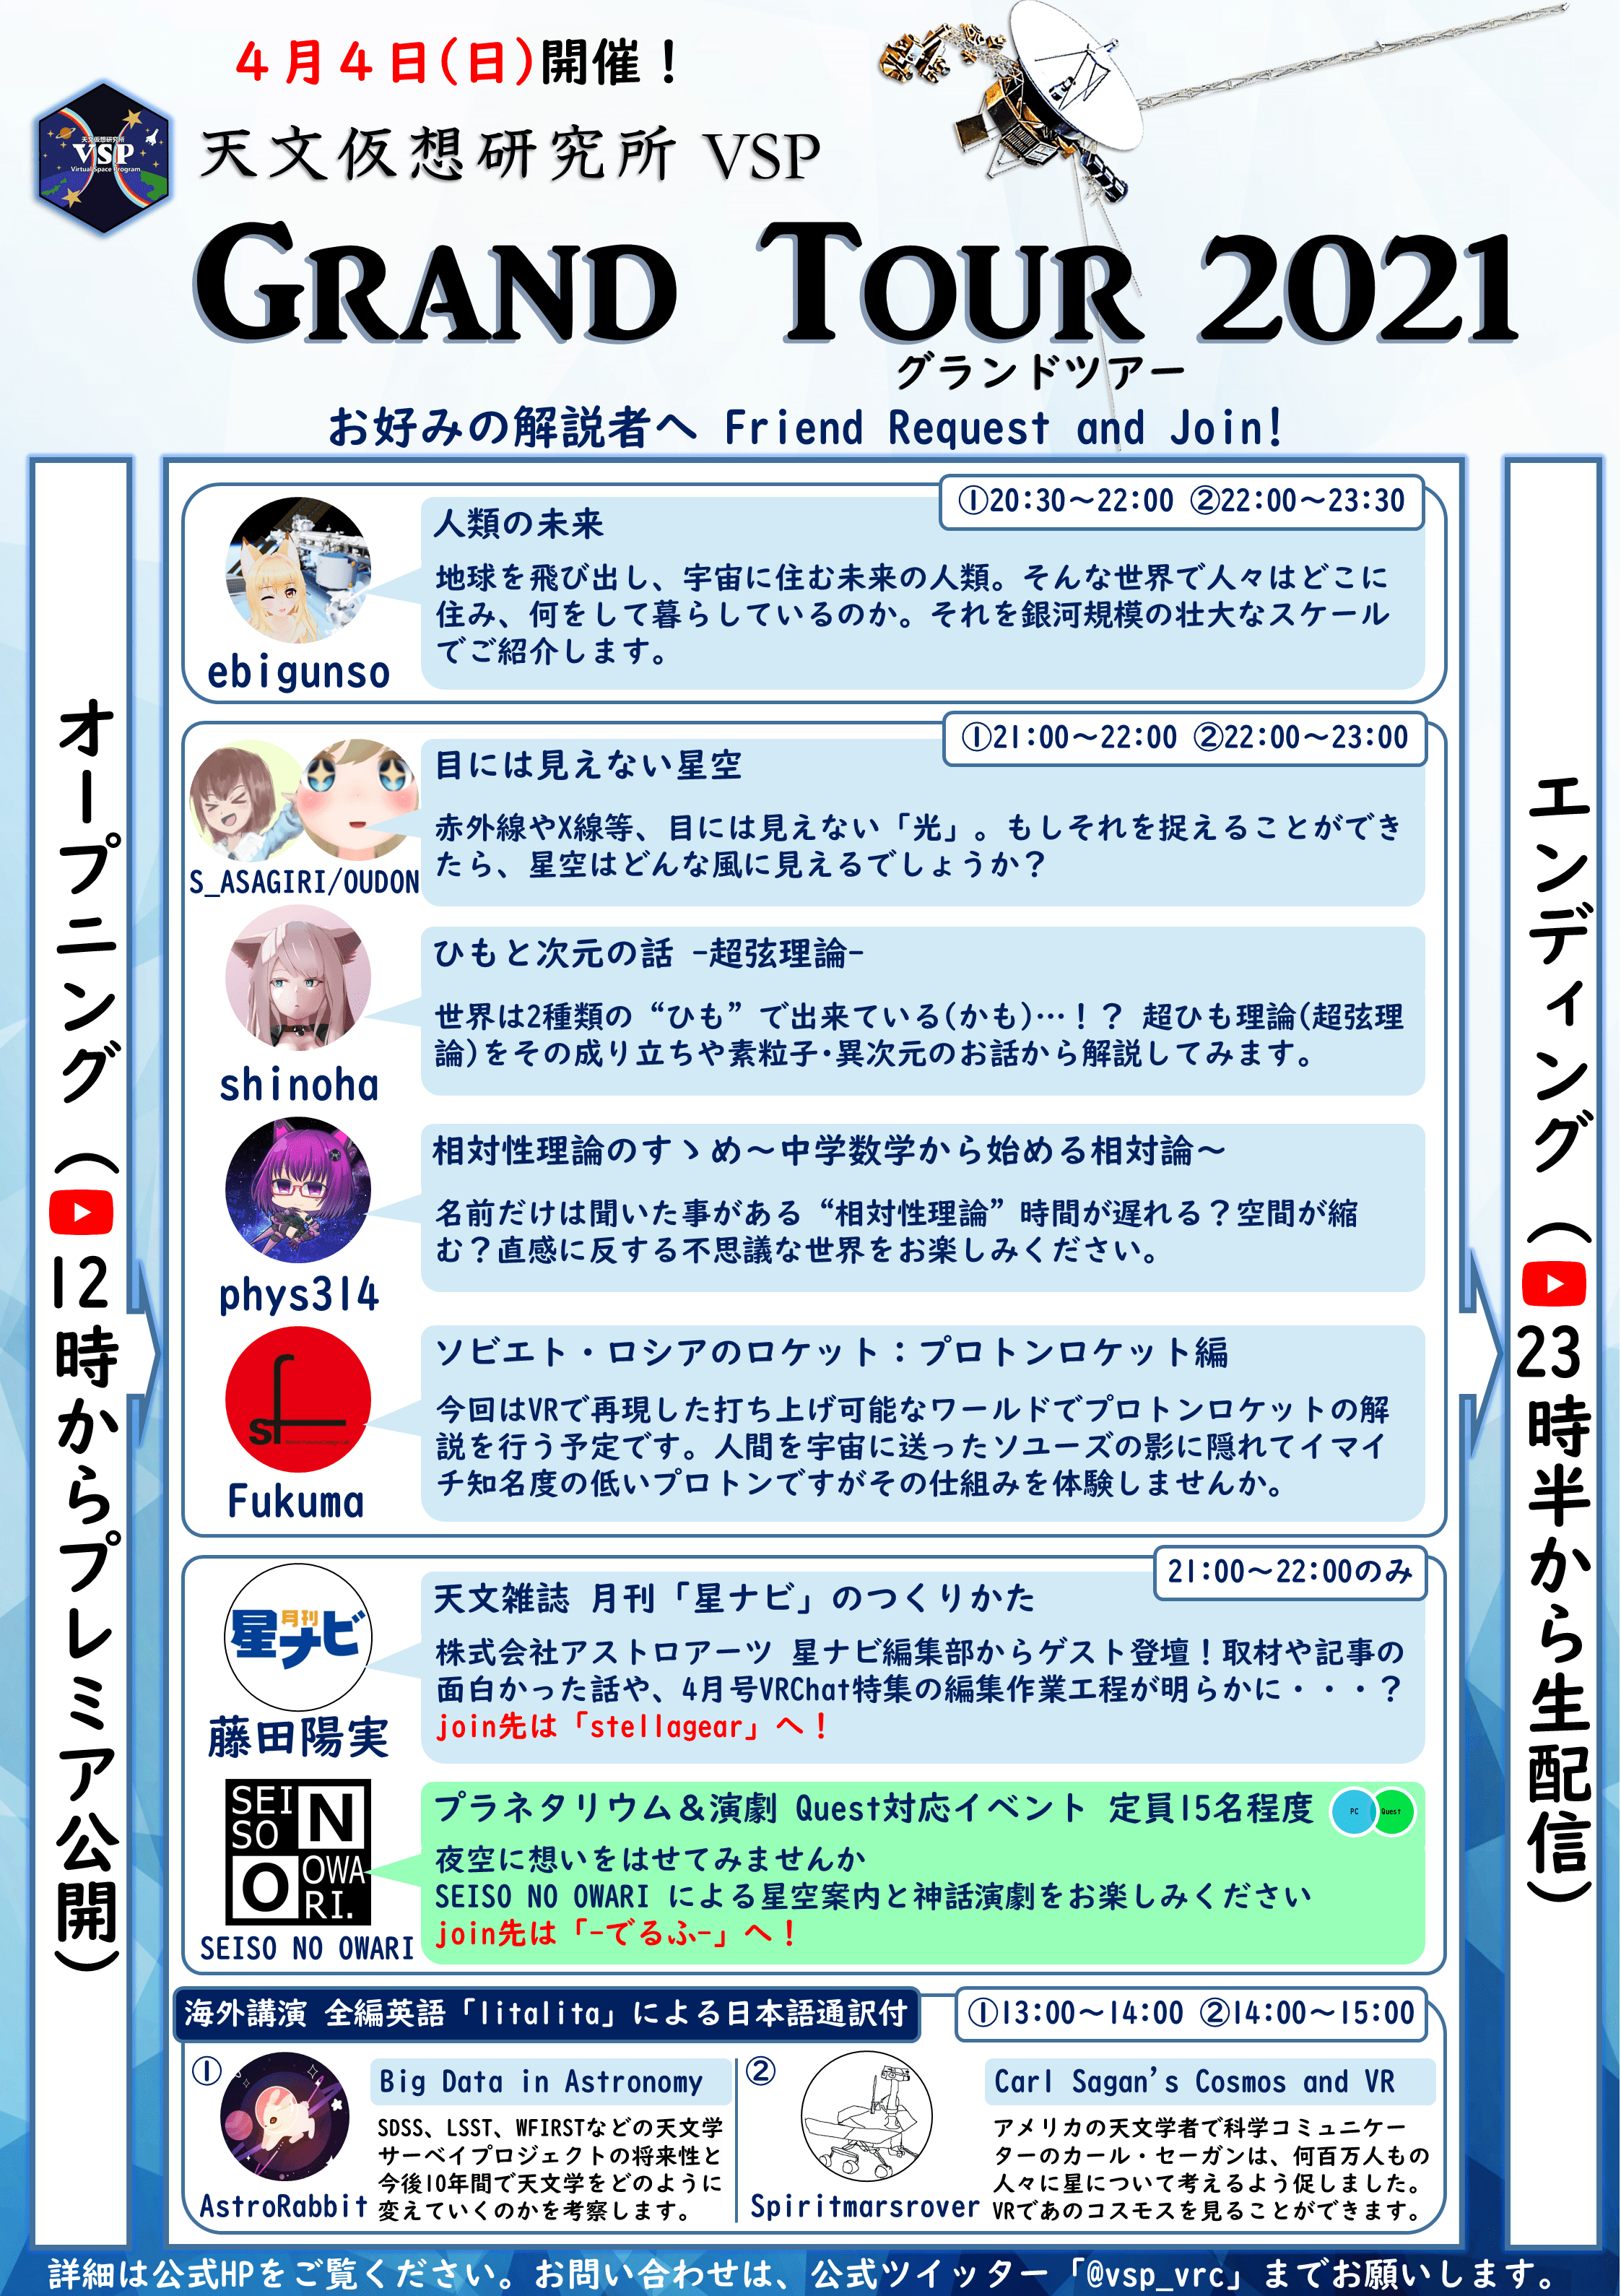 4月4日(日)開催！
天文仮想研究所
VSP
Virtual Space Program
天文仮想研究所 VSP
GRAND TOUR 2021
グランドツアー
お好みの解説者へ Friend Request and Join!
オープニング（12時からプレミア公開）
①20:30～22:00 ②22:00～23:30
人類の未来
地球を飛び出し、宇宙に住む未来の人類。そんな世界で人々はどこに
住み、何をして暮らしているのか。それを銀河規模の壮大なスケール
でご紹介します。
ebigunso
①21:00～22:00 ②22:00～23:00
目には見えない星空
赤外線やX線等、目には見えない「光」。もしそれを捉えることができ
たら、星空はどんな風に見えるでしょうか？
S_ASAGIRI/OUDON
ひもと次元の話 -超弦理論-
世界は2種類の“ひも”で出来ている(かも)…！？ 超ひも理論(超弦理
論)をその成り立ちや素粒子･異次元のお話から解説してみます。
shinoha
相対性理論のすゝめ～中学数学から始める相対論～
名前だけは聞いた事がある“相対性理論”時間が遅れる？空間が縮
む？直感に反する不思議な世界をお楽しみください。
phys314
ソビエト・ロシアのロケット：プロトンロケット編
今回はVRで再現した打ち上げ可能なワールドでプロトンロケットの解
説を行う予定です。人間を宇宙に送ったソユーズの影に隠れてイマイ
チ知名度の低いプロトンですがその仕組みを体験しませんか。
sf
Fukuma
21:00～22:00のみ
天文雑誌 月刊「星ナビ」のつくりかた
株式会社アストロアーツ 星ナビ編集部からゲスト登壇！取材や記事の
面白かった話や、4月号VRChat特集の編集作業工程が明らかに・・・？
join先は「stellagear」へ！
月刊
星ナビ
藤田陽実
プラネタリウム＆演劇 Quest対応イベント 定員15名程度
PC Quest
夜空に想いをはせてみませんか
SEISO NO OWARI による星空案内と神話演劇をお楽しみください
join先は「-でるふ-」へ！
SEI
SO
N
O
OWA
RI.
SEISO NO OWARI
海外講演 全編英語「litalita」による日本語通訳付
①13:00～14:00 ②14:00～15:00
①
Big Data in Astronomy
SDSS、LSST、WFIRSTなどの天文学
サーベイプロジェクトの将来性と
今後10年間で天文学をどのように
変えていくのかを考察します。
AstroRabbit
②
Carl Sagan's Cosmos and VR
アメリカの天文学者で科学コミュニケー
ターのカール・セーガンは、何百万人もの
人々に星について考えるよう促しました。
VRであのコスモスを見ることができます。
Spiritmarsrover
エンディング（23時半から生配信）
詳細は公式HPをご覧ください。お問い合わせは、公式ツイッター「@vsp_vrc」までお願いします。